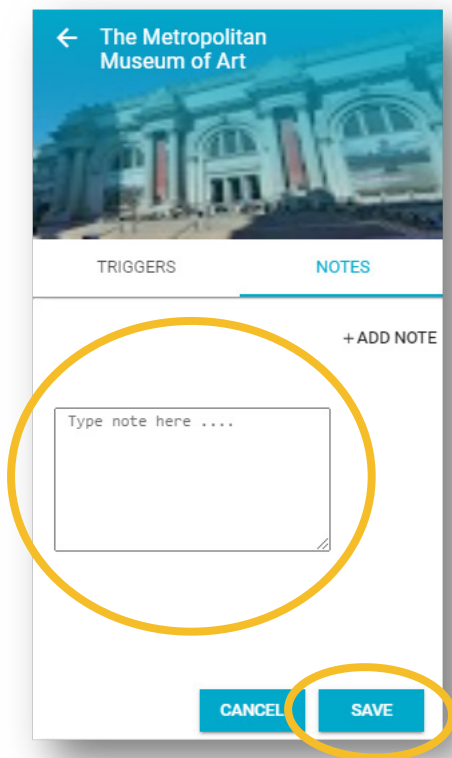 The Metropolitan
Museum of Art
TRIGGERS NOTES
+ ADD NOTE
Type note here ....
CANCEL SAVE